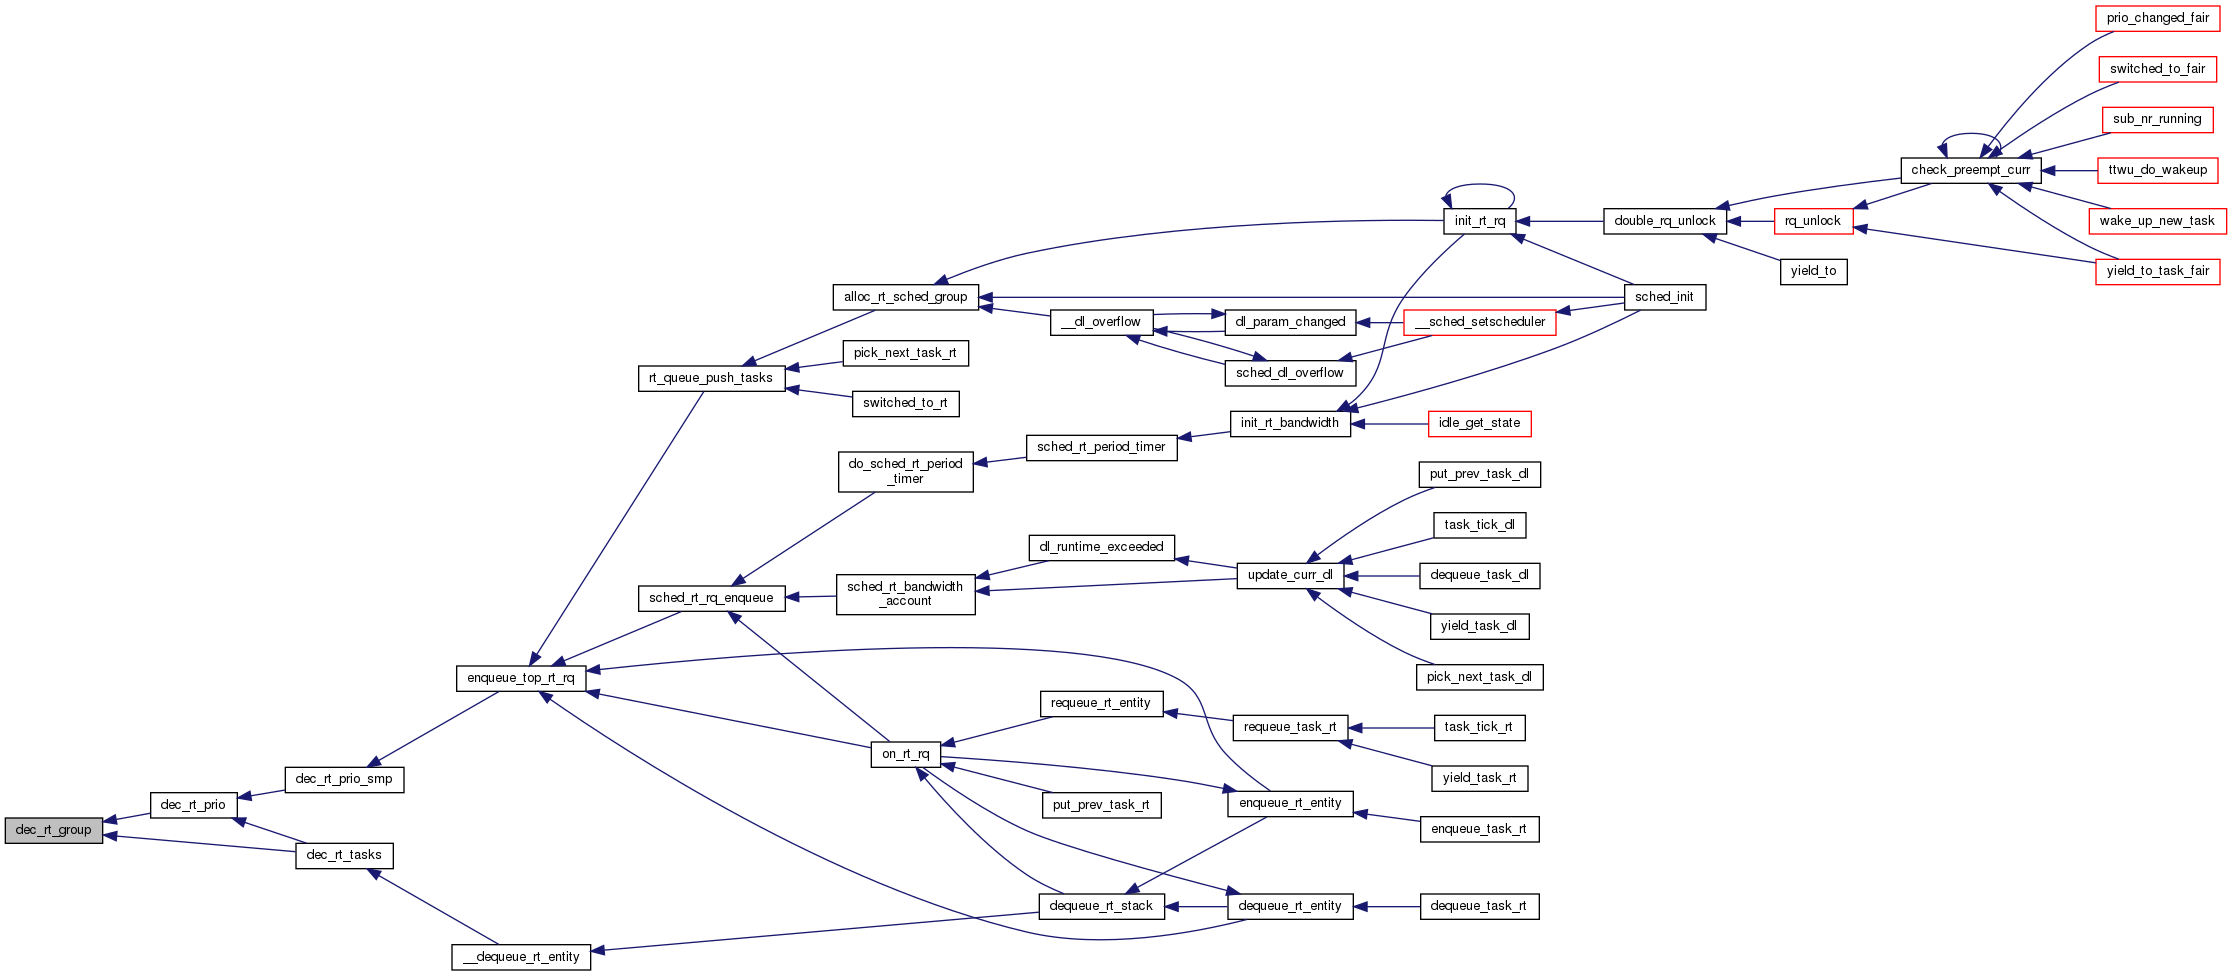 prio_changed_fair
switched_to_fair
sub_nr_running
check_preempt_curr
ttwu_do_wakeup
init_rt_rq
double_rq_unlock
rq_unlock
wake_up_new_task
yield_to
yield_to_task_fair
alloc_rt_sched_group
sched_init
__dl_overflow
dl_param_changed
__sched_setscheduler
pick_next_task_rt
rt_queue_push_tasks
sched_dl_overflow
switched_to_rt
init_rt_bandwidth
idle_get_state
sched_rt_period_timer
do_sched_rt_period
_timer
put_prev_task_dl
task_tick_dl
dl_runtime_exceeded
update_curr_dl
dequeue_task_dl
sched_rt_rq_enqueue
sched_rt_bandwidth
_account
yield_task_dl
enqueue_top_rt_rq
pick_next_task_dl
requeue_rt_entity
requeue_task_rt
task_tick_rt
on_rt_rq
yield_task_rt
dec_rt_prio_smp
dec_rt_prio
put_prev_task_rt
enqueue_rt_entity
dec_rt_group
enqueue_task_rt
dec_rt_tasks
dequeue_rt_stack
dequeue_rt_entity
dequeue_task_rt
__dequeue_rt_entity